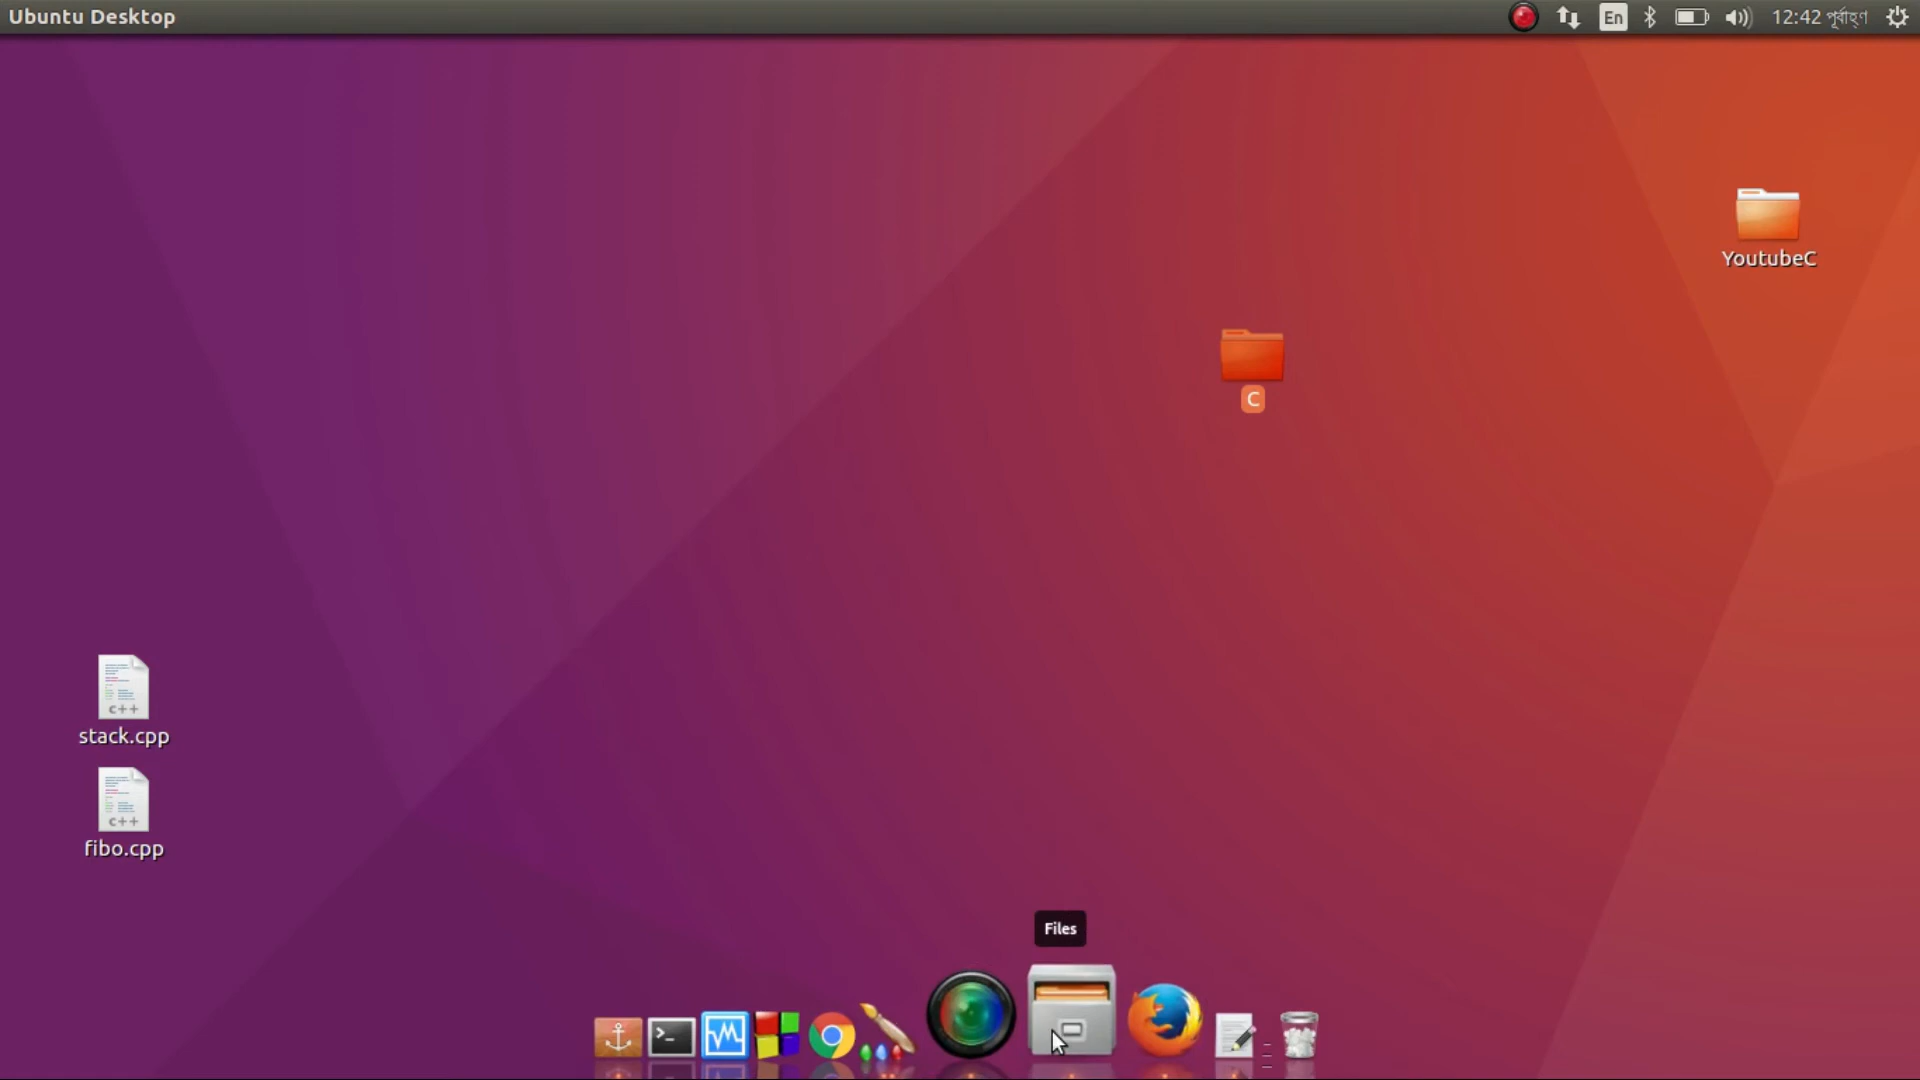 Ubuntu Desktop
En
12:42 পূর্বাহ্ণ
YoutubeC
C
C++
stack.cpp
C++
fibo.cpp
Files
>_